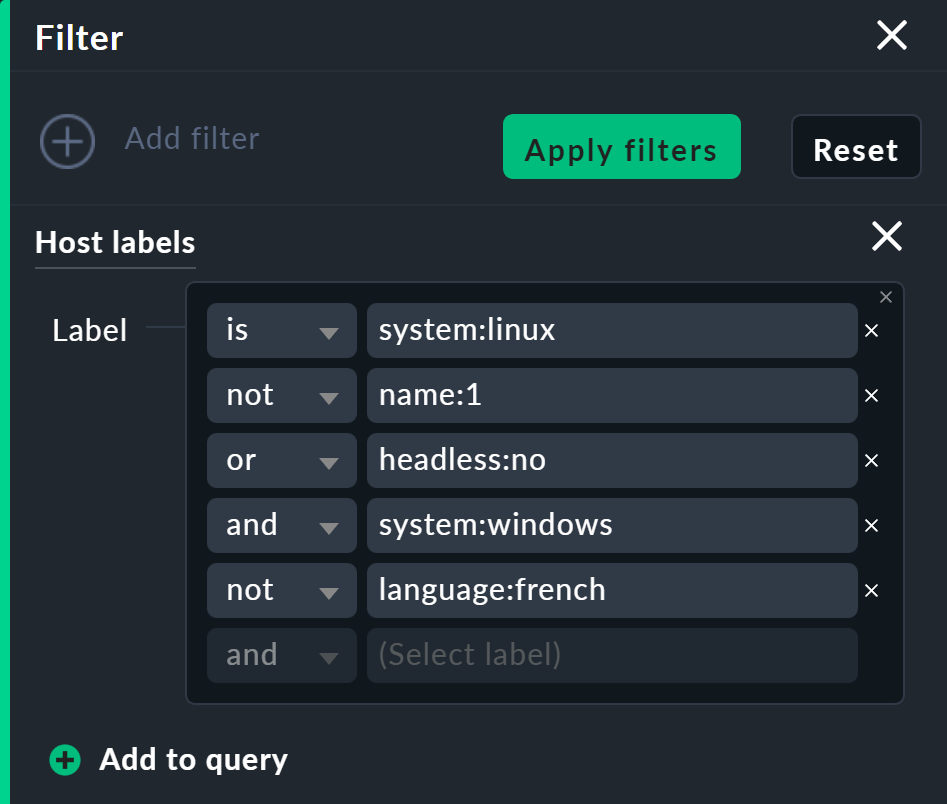 Filter
Add filter
Apply filters
Reset
Host labels
Label
is system:linux
not name:1
or headless:no
and system:windows
not language:french
and (Select label)
Add to query